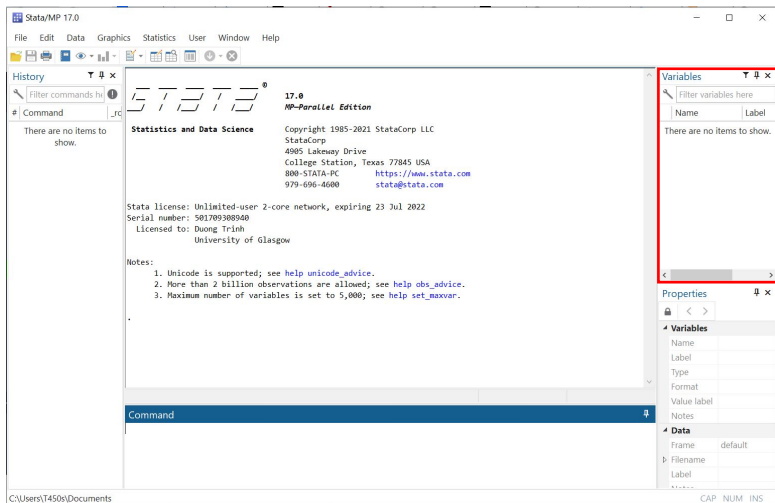 Stata/MP 17.0
File Edit Data Graphics Statistics User Window Help
History
Filter commands he
# Command _rc
There are no items to
show.
®
17.0
MP—Parallel Edition
Statistics and Data Science
Copyright 1985-2021 StataCorp LLC
StataCorp
4905 Lakeway Drive
College Station, Texas 77845 USA
800-STATA-PC https://www.stata.com
979-696-4600 stata@stata.com
Stata license: Unlimited-user 2-core network, expiring 23 Jul 2022
Serial number: 501709308940
Licensed to: Duong Trinh
University of Glasgow
Notes:
1. Unicode is supported; see help unicode_advice.
2. More than 2 billion observations are allowed; see help obs_advice.
3. Maximum number of variables is set to 5,000; see help set_maxvar.
.
Command
Variables
Filter variables here
Name Label
There are no items to show.
Properties
Variables
Name
Label
Type
Format
Value label
Notes
Data
Frame default
Filename
Label
C:\Users\T450s\Documents
CAP NUM INS